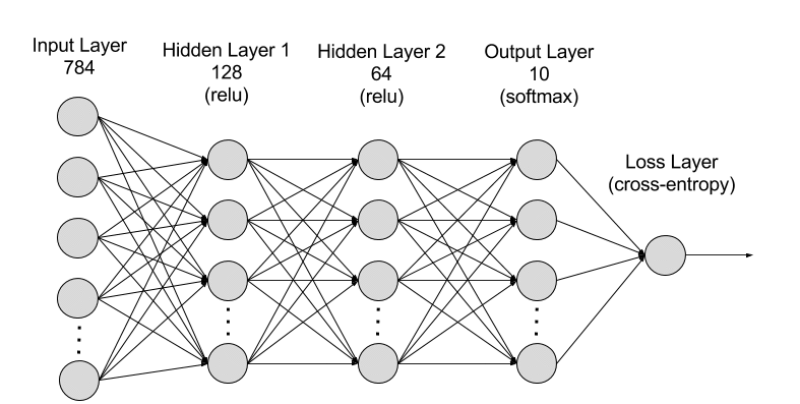 Input Layer
784
Hidden Layer 1
128
(relu)
Hidden Layer 2
64
(relu)
Output Layer
10
(softmax)
Loss Layer
(cross-entropy)